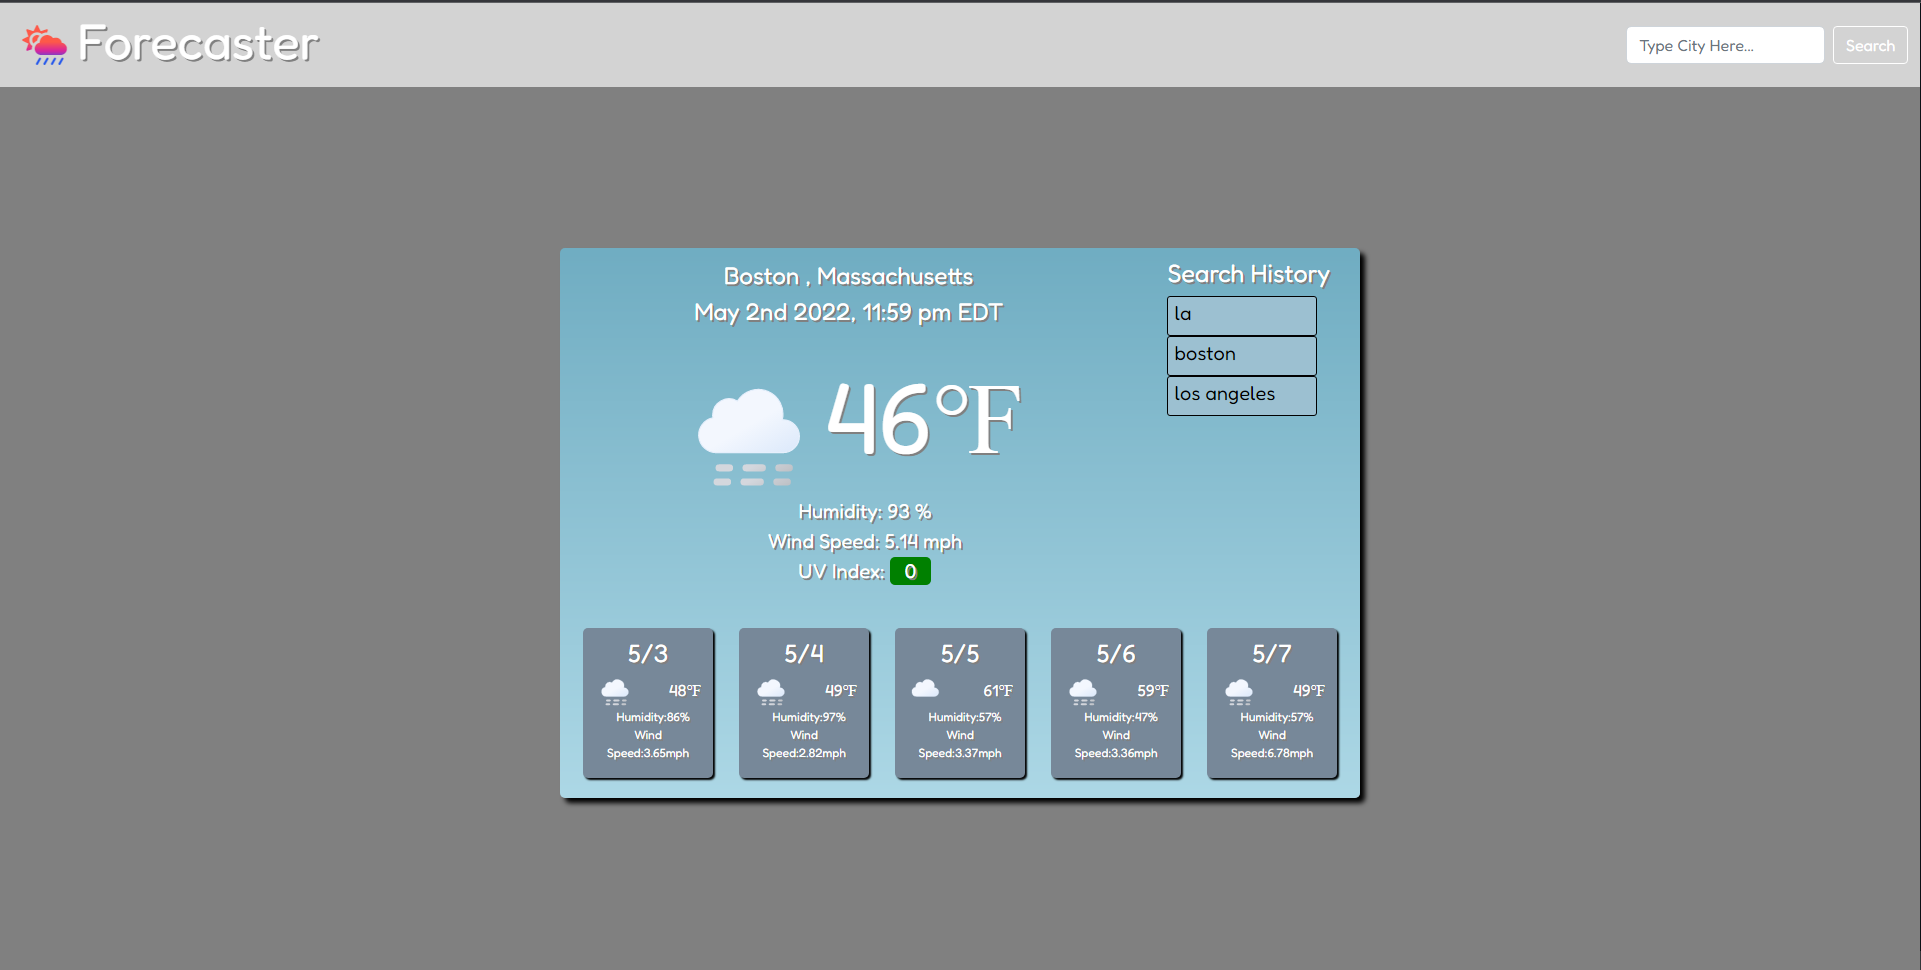 Forecaster
Type City Here...
Search
Boston , Massachusetts
May 2nd 2022, 11:59 pm EDT
46°F
Humidity: 93 %
Wind Speed: 5.14 mph
UV Index: 0
Search History
la
boston
los angeles
5/3
48°F
Humidity:86%
Wind
Speed:3.65mph
5/4
49°F
Humidity:97%
Wind
Speed:2.82mph
5/5
61°F
Humidity:57%
Wind
Speed:3.37mph
5/6
59°F
Humidity:47%
Wind
Speed:3.36mph
5/7
49°F
Humidity:57%
Wind
Speed:6.78mph